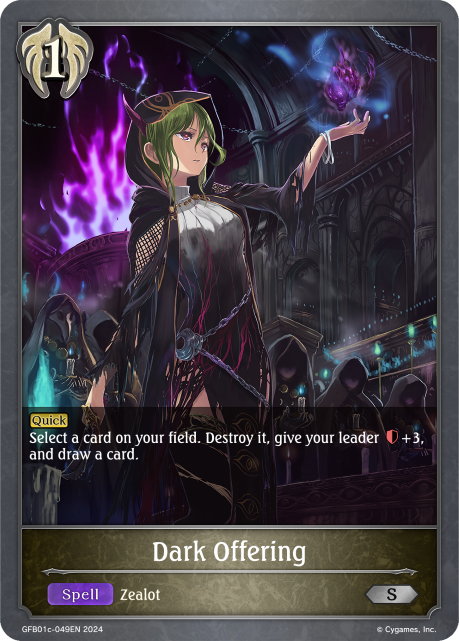 1
Quick
Select a card on your field. Destroy it, give your leader +3,
and draw a card.
Dark Offering
Spell Zealot
S
GFB01c-049EN 2024
© Cygames, Inc.